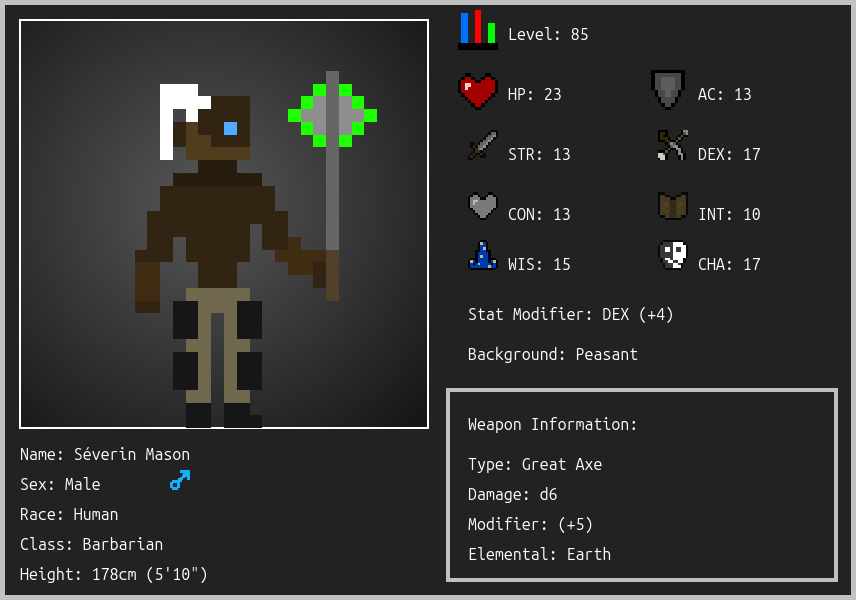 Level: 85
HP: 23
AC: 13
STR: 13
DEX: 17
CON: 13
INT: 10
WIS: 15
CHA: 17
Stat Modifier: DEX (+4)
Background: Peasant
Weapon Information:
Type: Great Axe
Damage: d6
Modifier: (+5)
Elemental: Earth
Name: Séverin Mason
Sex: Male
Race: Human
Class: Barbarian
Height: 178cm (5'10")